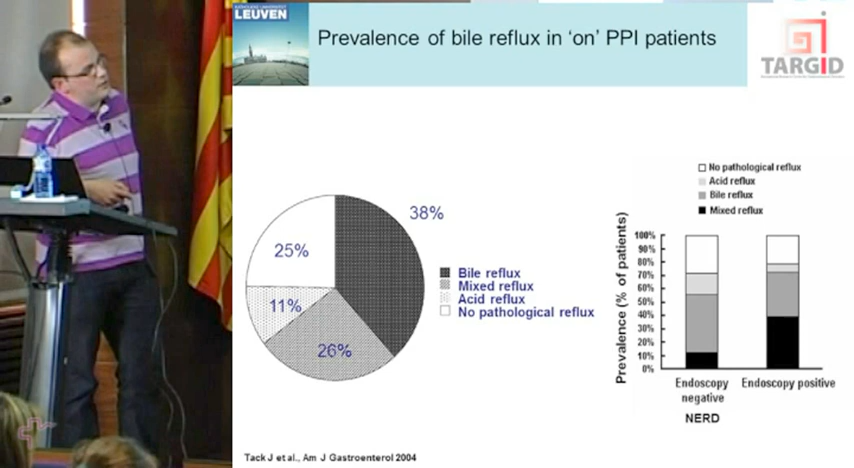 LEUVEN
Prevalence of bile reflux in 'on' PPI patients
TARGID
38%
25%
11%
26%
Bile reflux
Mixed reflux
Acid reflux
No pathological reflux
No pathological reflux
Acid reflux
Bile reflux
Mixed reflux
Prevalence (% of patients)
100%
90%
80%
70%
60%
50%
40%
30%
20%
10%
0%
Endoscopy negative
Endoscopy positive
NERD
Tack J et al., Am J Gastroenterol 2004